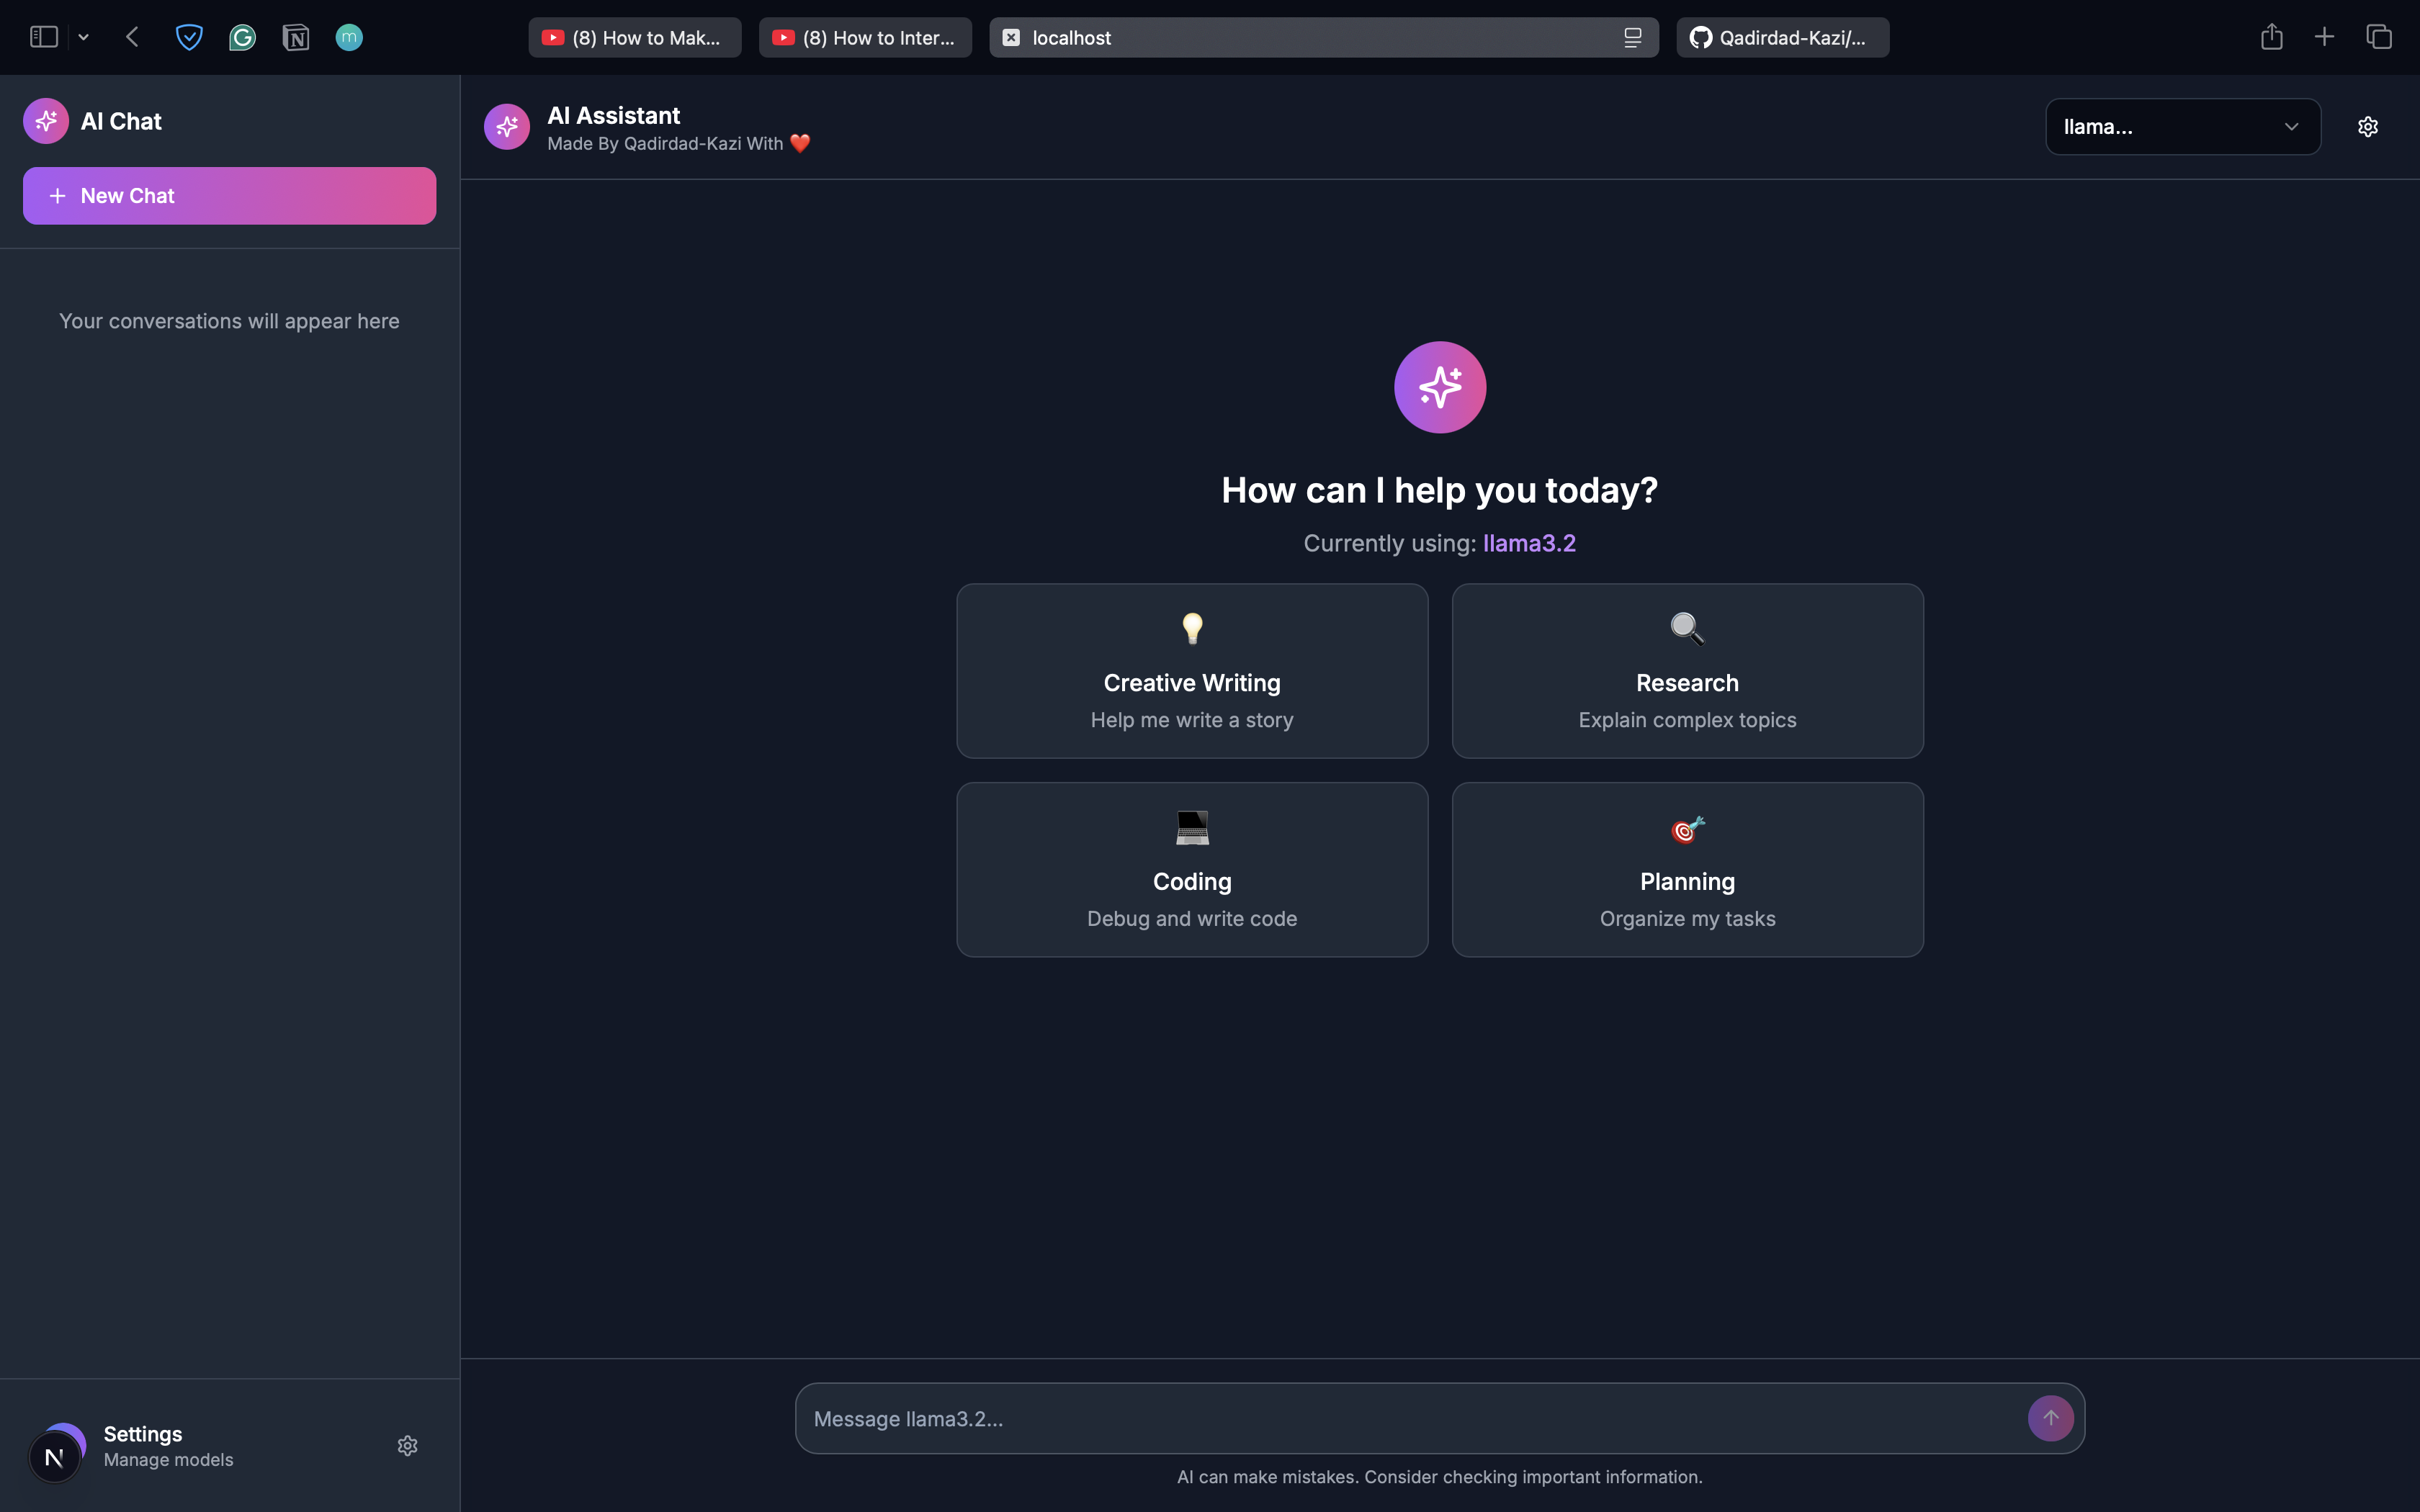 (8) How to Mak...
(8) How to Inter...
localhost
Qadirdad-Kazi/...
AI Chat
New Chat
Your conversations will appear here
Settings
Manage models
AI Assistant
Made By Qadirdad-Kazi With ❤️
llama...
How can I help you today?
Currently using: llama3.2
Creative Writing
Help me write a story
Research
Explain complex topics
Coding
Debug and write code
Planning
Organize my tasks
Message llama3.2...
AI can make mistakes. Consider checking important information.